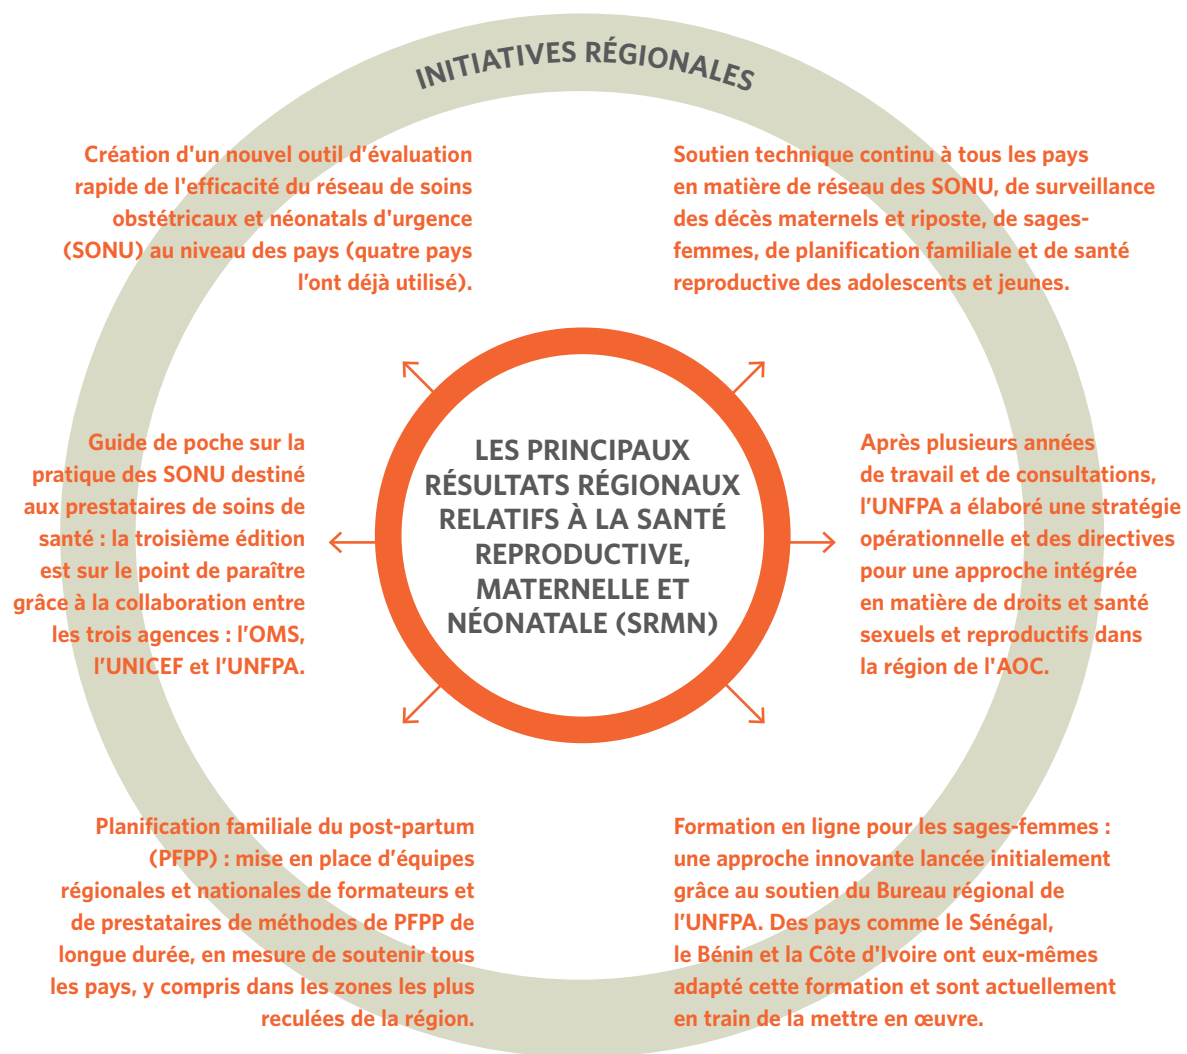 INITIATIVES RÉGIONALES
Création d'un nouvel outil d’évaluation
rapide de l'efficacité du réseau de soins
obstétricaux et néonatals d'urgence
(SONU) au niveau des pays (quatre pays
l’ont déjà utilisé).
Soutien technique continu à tous les pays
en matière de réseau des SONU, de surveillance
des décès maternels et riposte, de sages-
femmes, de planification familiale et de santé
reproductive des adolescents et jeunes.
Guide de poche sur la
pratique des SONU destiné
aux prestataires de soins de
santé : la troisième édition
est sur le point de paraître
grâce à la collaboration entre
les trois agences : l’OMS,
l’UNICEF et l’UNFPA.
LES PRINCIPAUX
RÉSULTATS RÉGIONAUX
RELATIFS À LA SANTÉ
REPRODUCTIVE,
MATERNELLE ET
NÉONATALE (SRMN)
Après plusieurs années
de travail et de consultations,
l’UNFPA a élaboré une stratégie
opérationnelle et des directives
pour une approche intégrée
en matière de droits et santé
sexuels et reproductifs dans
la région de l'AOC.
Planification familiale du post-partum
(PFPP) : mise en place d’équipes
régionales et nationales de formateurs et
de prestataires de méthodes de PFPP de
longue durée, en mesure de soutenir tous
les pays, y compris dans les zones les plus
reculées de la région.
Formation en ligne pour les sages-femmes :
une approche innovante lancée initialement
grâce au soutien du Bureau régional de
l’UNFPA. Des pays comme le Sénégal,
le Bénin et la Côte d'Ivoire ont eux-mêmes
adapté cette formation et sont actuellement
en train de la mettre en œuvre.